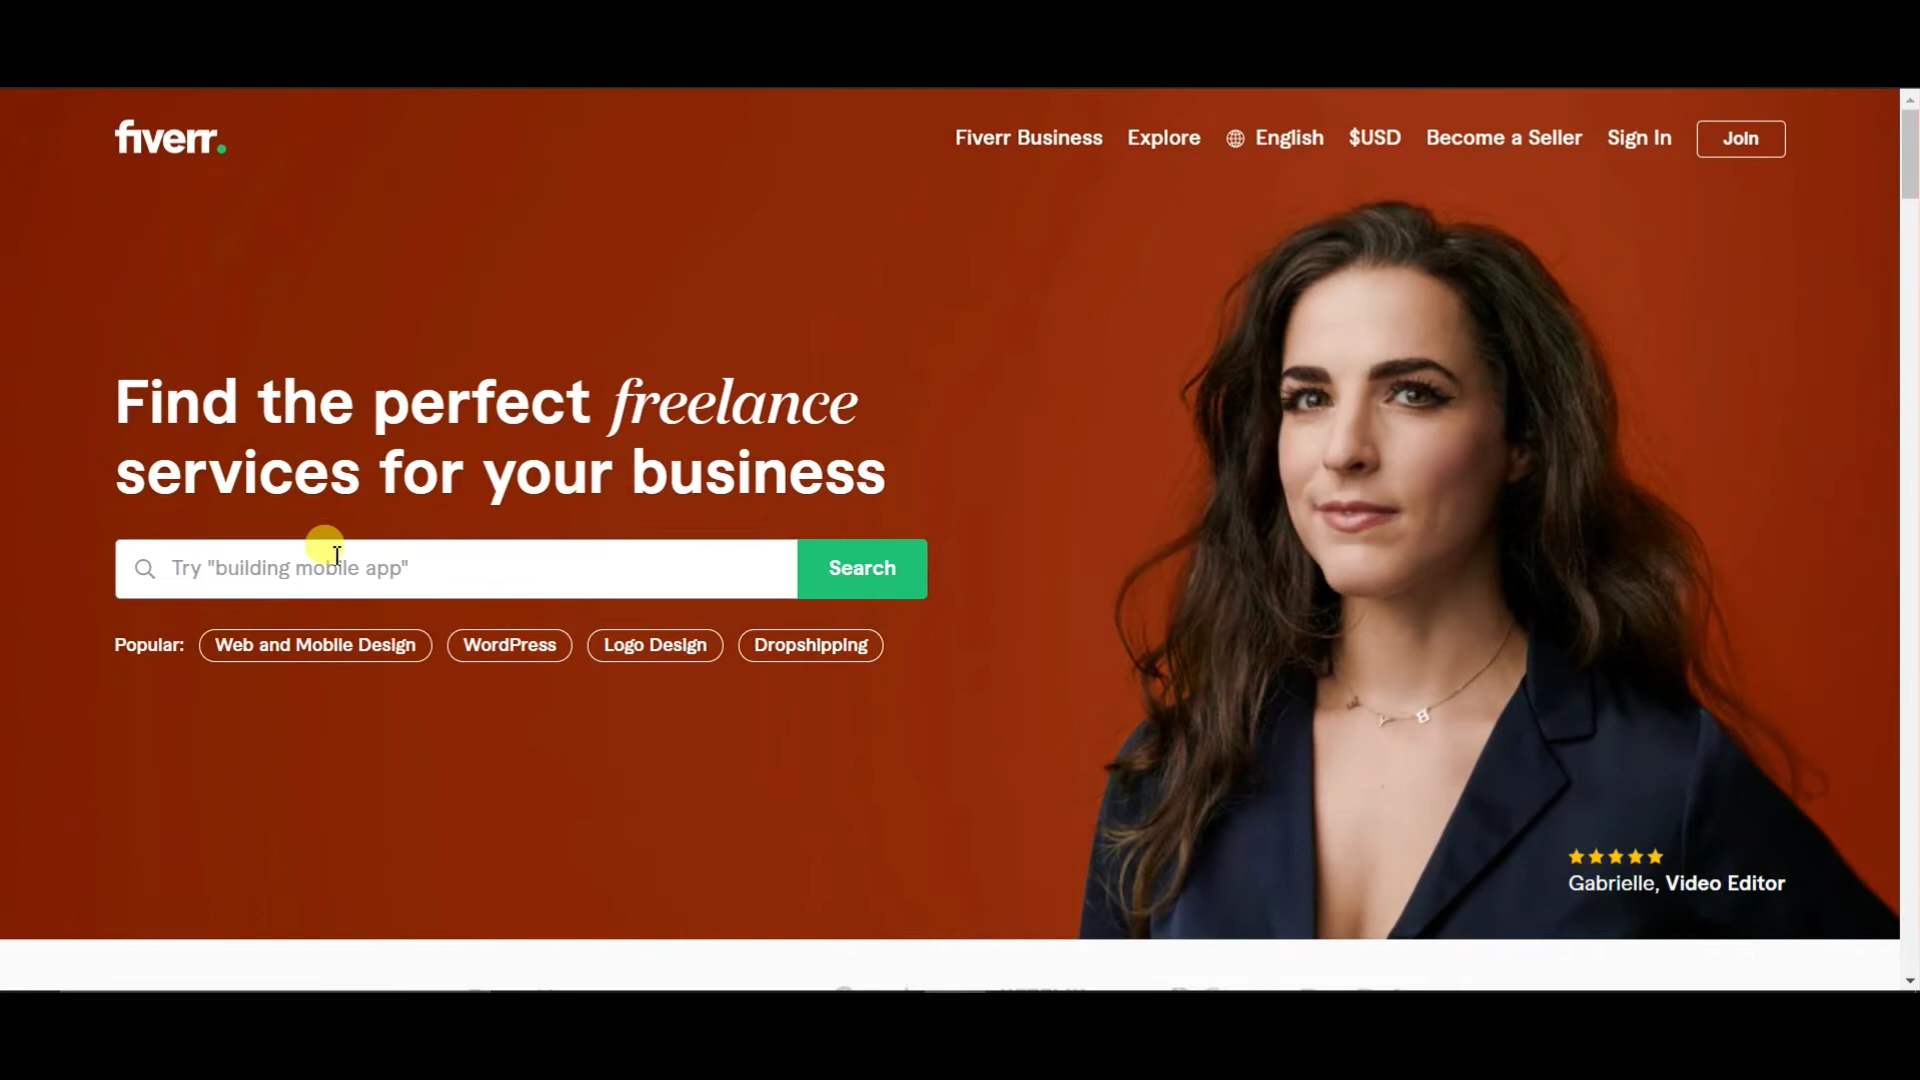 fiverr.
Fiverr Business Explore English $USD Become a Seller Sign In Join
Find the perfect freelance
services for your business
Try "building mobile app" Search
Popular: Web and Mobile Design WordPress Logo Design Dropshipping
Gabrielle, Video Editor